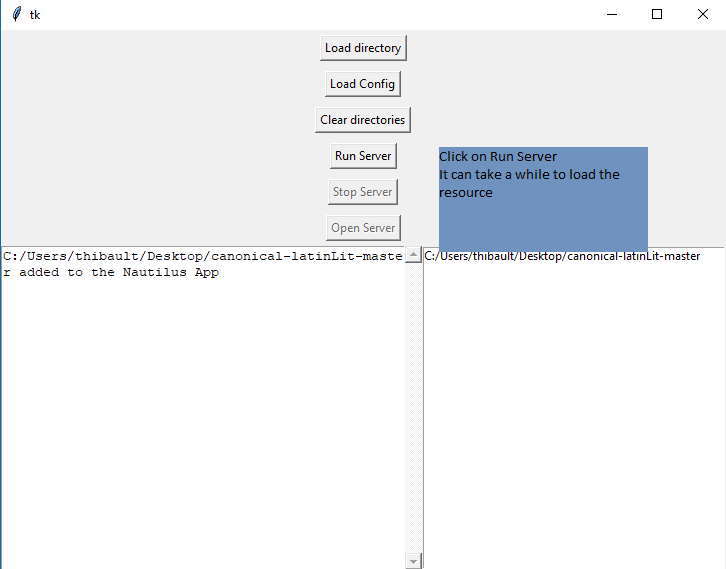 tk
Load directory
Load Config
Clear directories
Run Server
Stop Server
Open Server
Click on Run Server
It can take a while to load the
resource
C:/Users/thibault/Desktop/canonical-latinLit-maste
r added to the Nautilus App
C:/Users/thibault/Desktop/canonical-latinLit-master